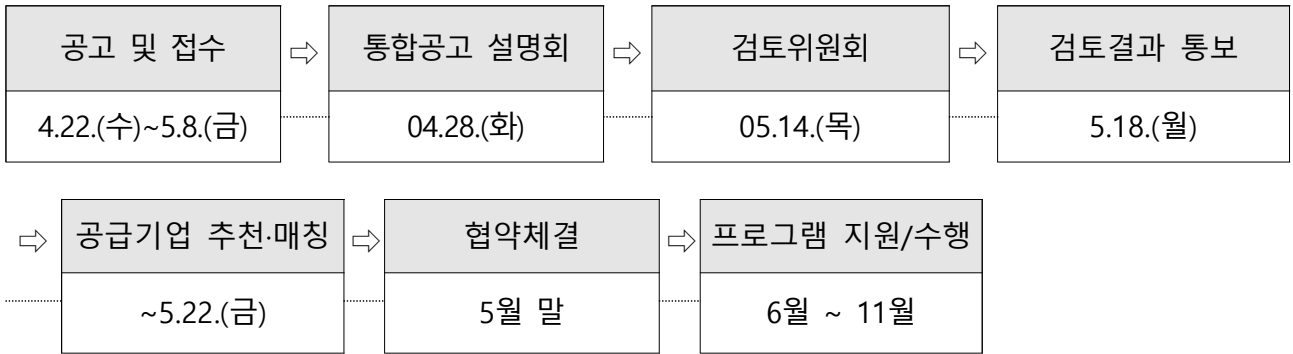 공고 및 접수 ⇨ 통합공고 설명회 ⇨ 검토위원회 ⇨ 검토결과 통보
4.22.(수)~5.8.(금) 04.28.(화) 05.14.(목) 5.18.(월)
⇨ 공급기업 추천·매칭 ⇨ 협약체결 ⇨ 프로그램 지원/수행
~5.22.(금) 5월 말 6월 ~ 11월